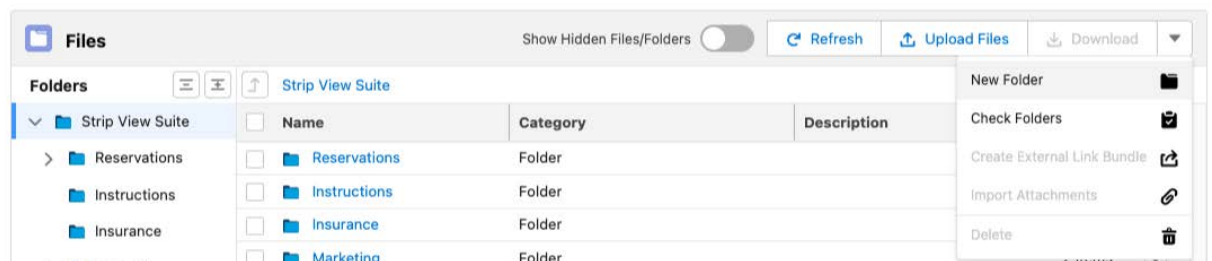 Files
Show Hidden Files/Folders
Refresh
Upload Files
Download
Folders
Strip View Suite
New Folder
Strip View Suite
Name
Category
Description
Check Folders
Reservations
Reservations
Folder
Create External Link Bundle
Instructions
Instructions
Folder
Import Attachments
Insurance
Insurance
Folder
Delete
Marketing
Folder